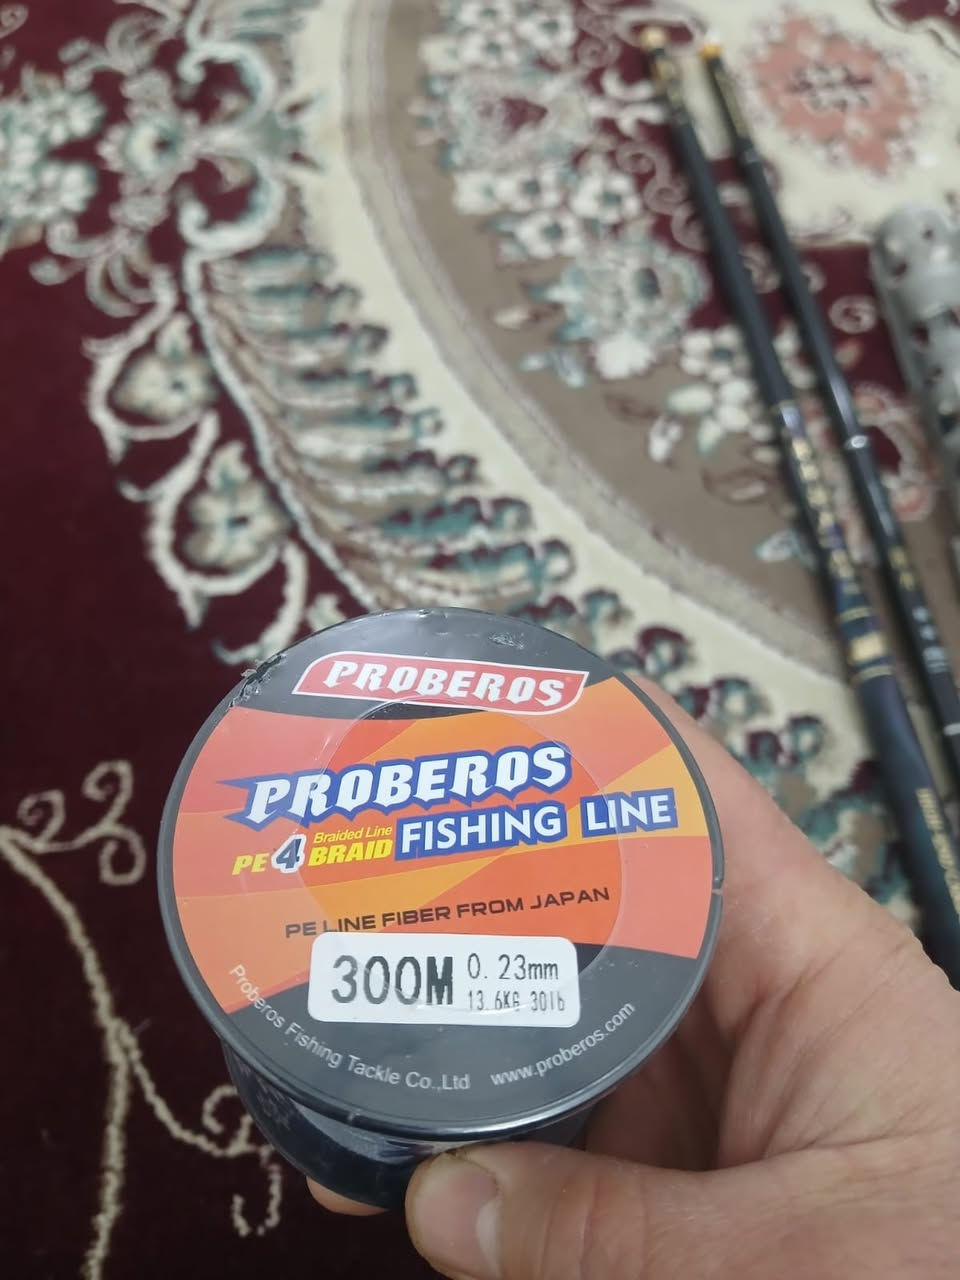 PROBEROS
PROBEROS
PE 4 Braided Line BRAID FISHING LINE
PE LINE FIBER FROM JAPAN
300M 0.23mm
13.6KG 30lb
Proberos Fishing Tackle Co.,Ltd www.proberos.com